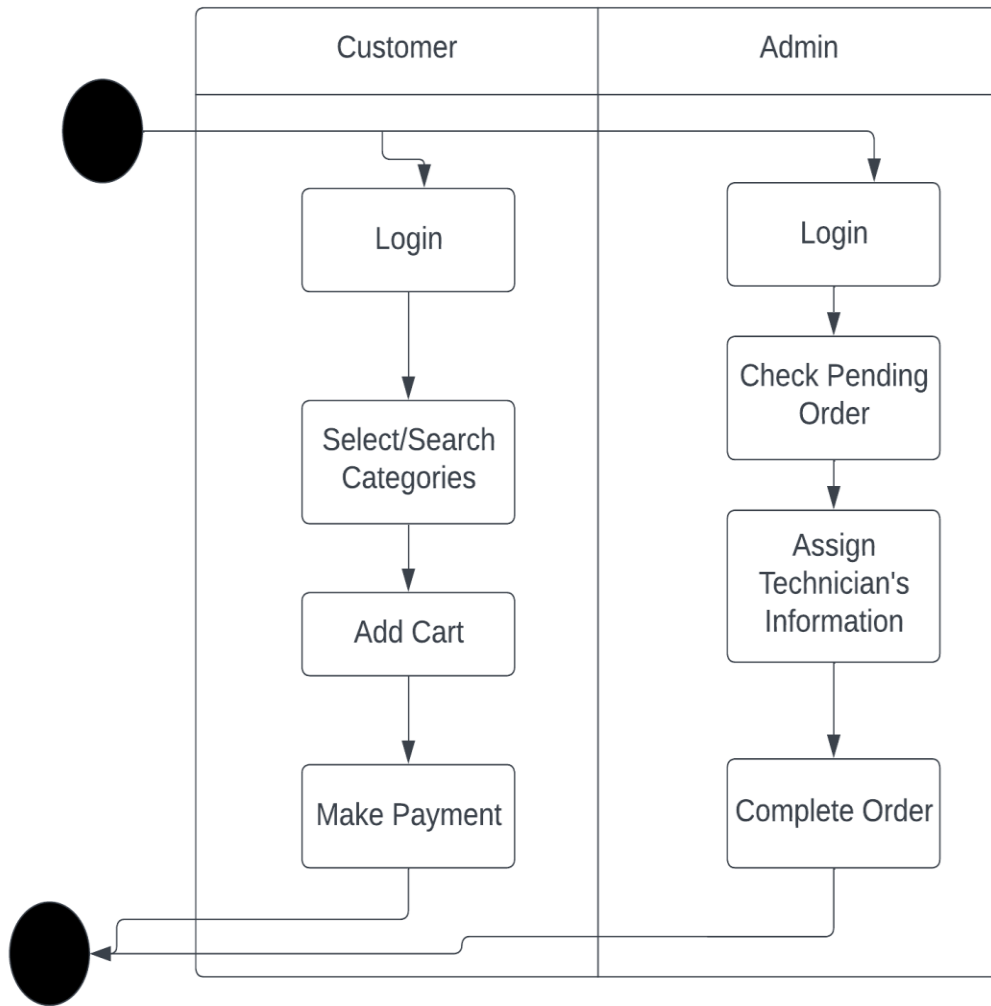 Customer
Admin
Login
Select/Search
Categories
Add Cart
Make Payment
Login
Check Pending
Order
Assign
Technician's
Information
Complete Order